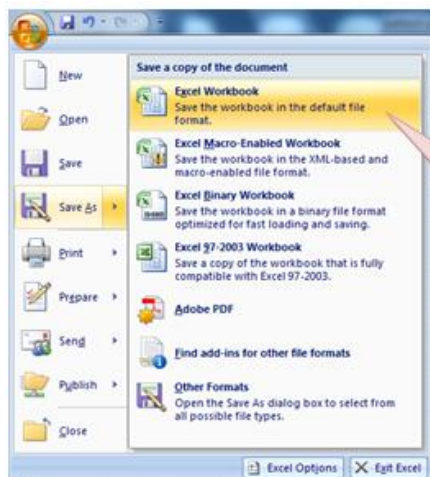 New
Open
Save
Save As
Print
Prepare
Send
Publish
Close
Save a copy of the document
Excel Workbook
Save the workbook in the default file
format.
Excel Macro-Enabled Workbook
Save the workbook in the XML-based and
macro-enabled file format.
Excel Binary Workbook
Save the workbook in a binary file format
optimized for fast loading and saving.
Excel 97-2003 Workbook
Save a copy of the workbook that is fully
compatible with Excel 97-2003.
Adobe PDF
Find add-ins for other file formats
Other Formats
Open the Save As dialog box to select from
all possible file types.
Excel Options
Exit Excel